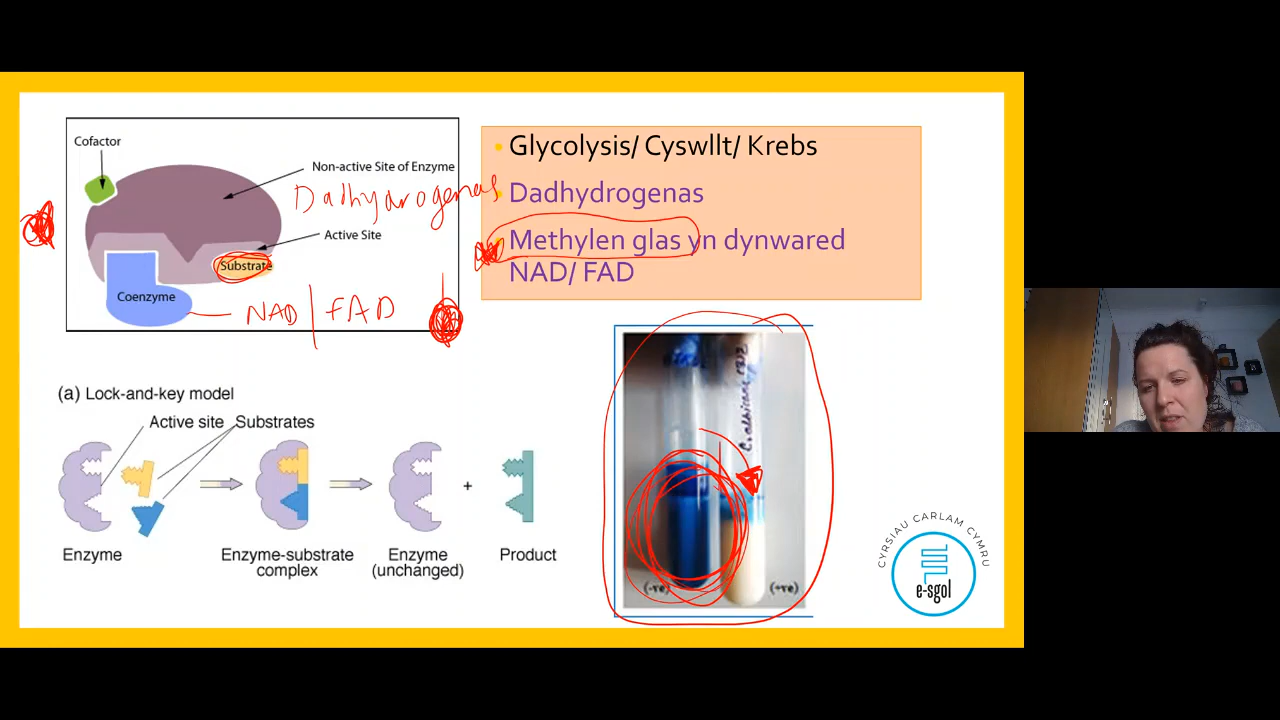 Cofactor
Non-active Site of Enzyme
Dadhydrogenas
Active Site
Substrate
Coenzyme
NAD/FAD
Glycolysis/ Cyswllt/ Krebs
Dadhydrogenas
Methylen glas yn dynwared
NAD/ FAD
(a) Lock-and-key model
Active site
Substrates
Enzyme
Enzyme-substrate
complex
Enzyme
(unchanged)
+
Product
(-re)
(+re)
CYRSIAU CARLAM CYMRU
e-sgol